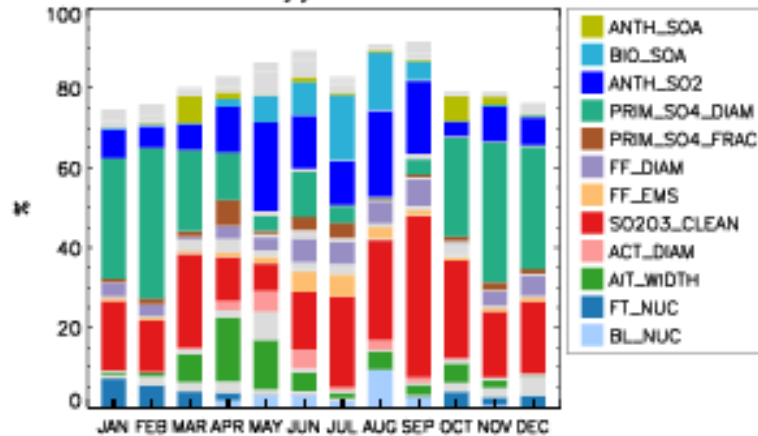 100
80
60
40
20
0
%
JAN FEB MAR APR MAY JUN JUL AUG SEP OCT NOV DEC
ANTH_SOA
BIO_SOA
ANTH_SO2
PRIM_SO4_DIAM
PRIM_SO4_FRAC
FF_DIAM
FF_EMS
SO2O3_CLEAN
ACT_DIAM
AIT_WIDTH
FT_NUC
BL_NUC